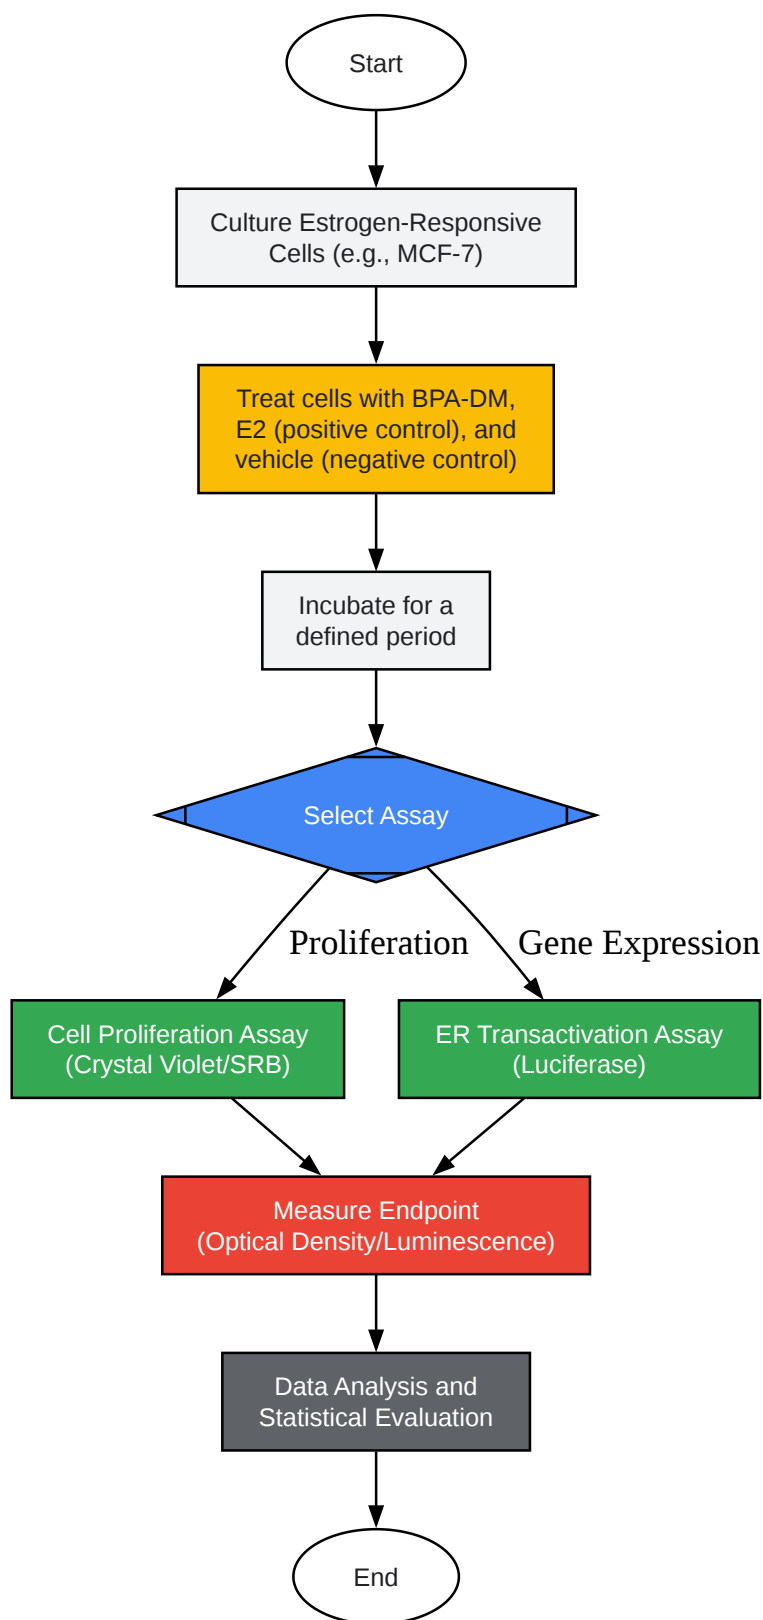 Start
Culture Estrogen-Responsive
Cells (e.g., MCF-7)
Treat cells with BPA-DM,
E2 (positive control), and
vehicle (negative control)
Incubate for a
defined period
Select Assay
Proliferation
Gene Expression
Cell Proliferation Assay
(Crystal Violet/SRB)
ER Transactivation Assay
(Luciferase)
Measure Endpoint
(Optical Density/Luminescence)
Data Analysis and
Statistical Evaluation
End